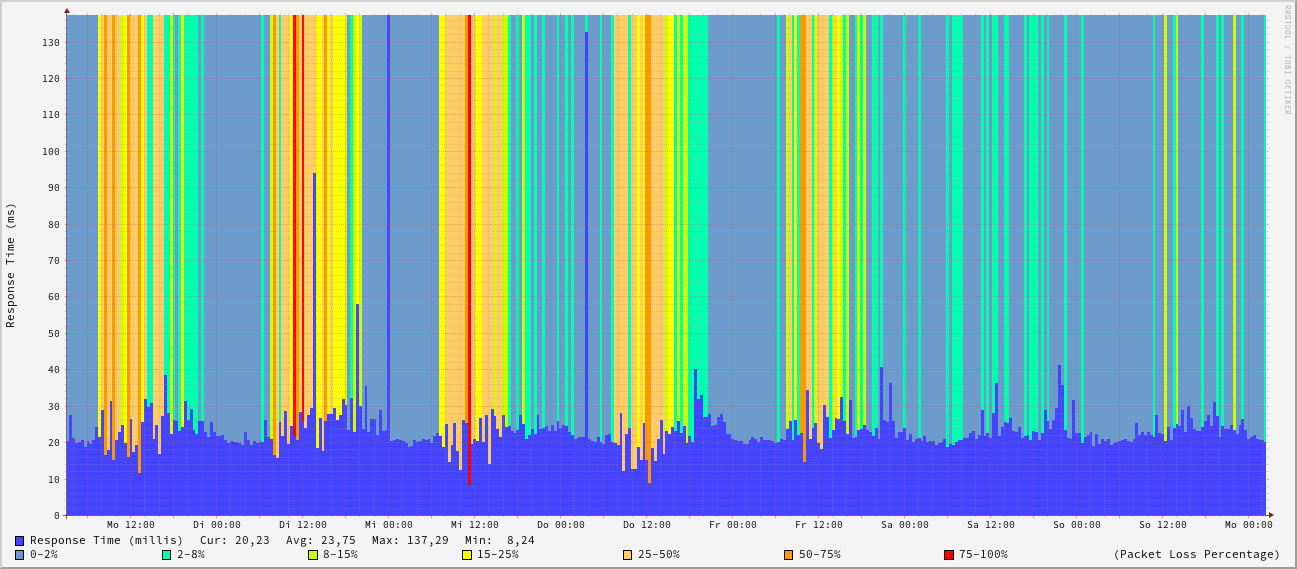 RRDTOOL / TOBI OETIKER
Response Time (ms)
130
120
110
100
90
80
70
60
50
40
30
20
10
0
Mo 12:00 Di 00:00 Di 12:00 Mi 00:00 Mi 12:00 Do 00:00 Do 12:00 Fr 00:00 Fr 12:00 Sa 00:00 Sa 12:00 So 00:00 So 12:00 Mo 00:00
Response Time (millis) Cur: 20,23 Avg: 23,75 Max: 137,29 Min: 8,24
0-2% 2-8% 8-15% 15-25% 25-50% 50-75% 75-100% (Packet Loss Percentage)